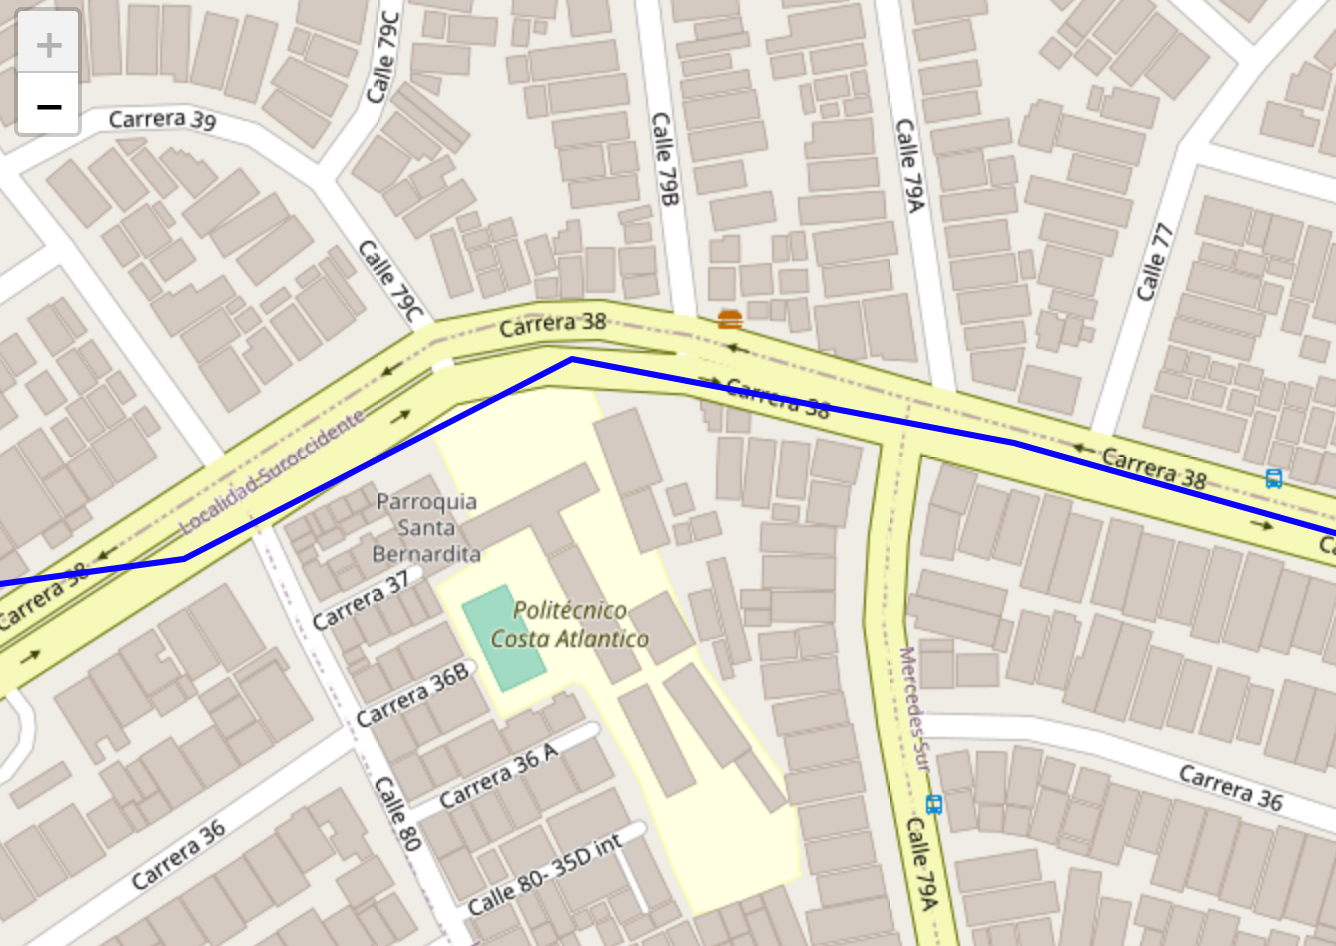 +
−
Calle 79C
Carrera 39
Calle 79B
Calle 79A
Calle 77
Calle 79C
Carrera 38
Carrera 38
Carrera 38
Localidad Suroccidente
Parroquia
Santa
Bernardita
Carrera 38
Ca
Carrera 37
Politécnico
Costa Atlantico
Carrera 36B
Mercedes Sur
Carrera 36 A
Carrera 36
Calle 80
Carrera 36
Calle 79A
Calle 80- 35D int